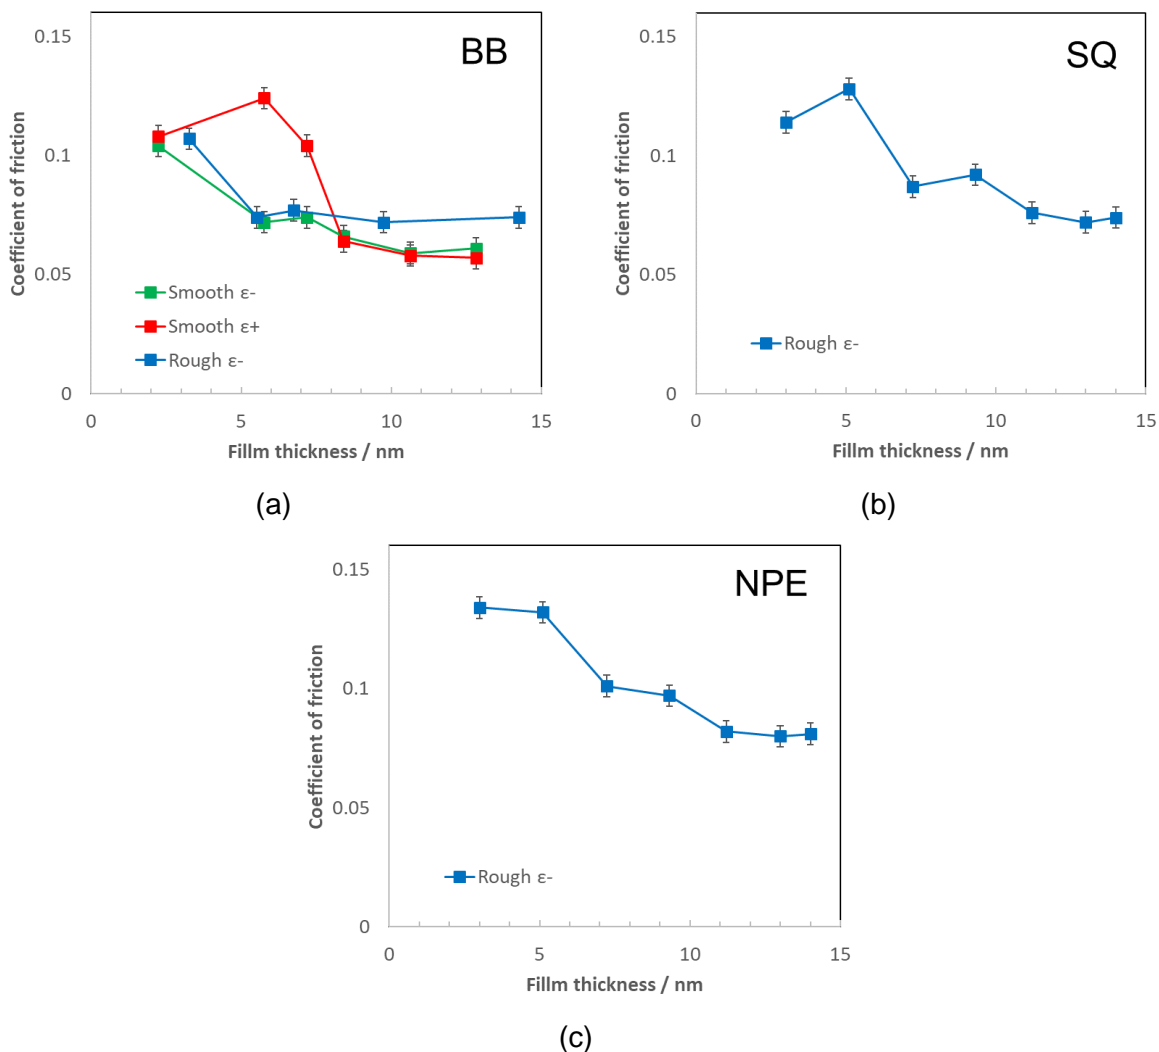 BB
0.15
0.1
0.05
0
Coefficient of friction
Smooth ε-
Smooth ε+
Rough ε-
0 5 10 15
Fillm thickness / nm
(a)
SQ
0.15
0.1
0.05
0
Coefficient of friction
Rough ε-
0 5 10 15
Fillm thickness / nm
(b)
NPE
0.15
0.1
0.05
0
Coefficient of friction
Rough ε-
0 5 10 15
Fillm thickness / nm
(c)